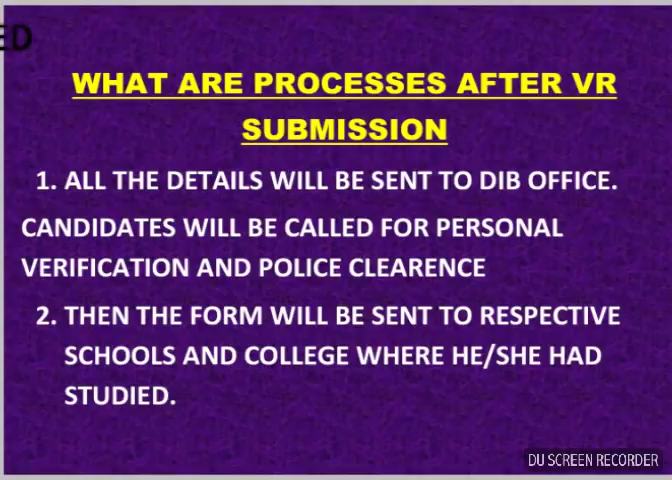 ED
WHAT ARE PROCESSES AFTER VR
SUBMISSION
1. ALL THE DETAILS WILL BE SENT TO DIB OFFICE.
CANDIDATES WILL BE CALLED FOR PERSONAL
VERIFICATION AND POLICE CLEARENCE
2. THEN THE FORM WILL BE SENT TO RESPECTIVE
SCHOOLS AND COLLEGE WHERE HE/SHE HAD
STUDIED.
DU SCREEN RECORDER